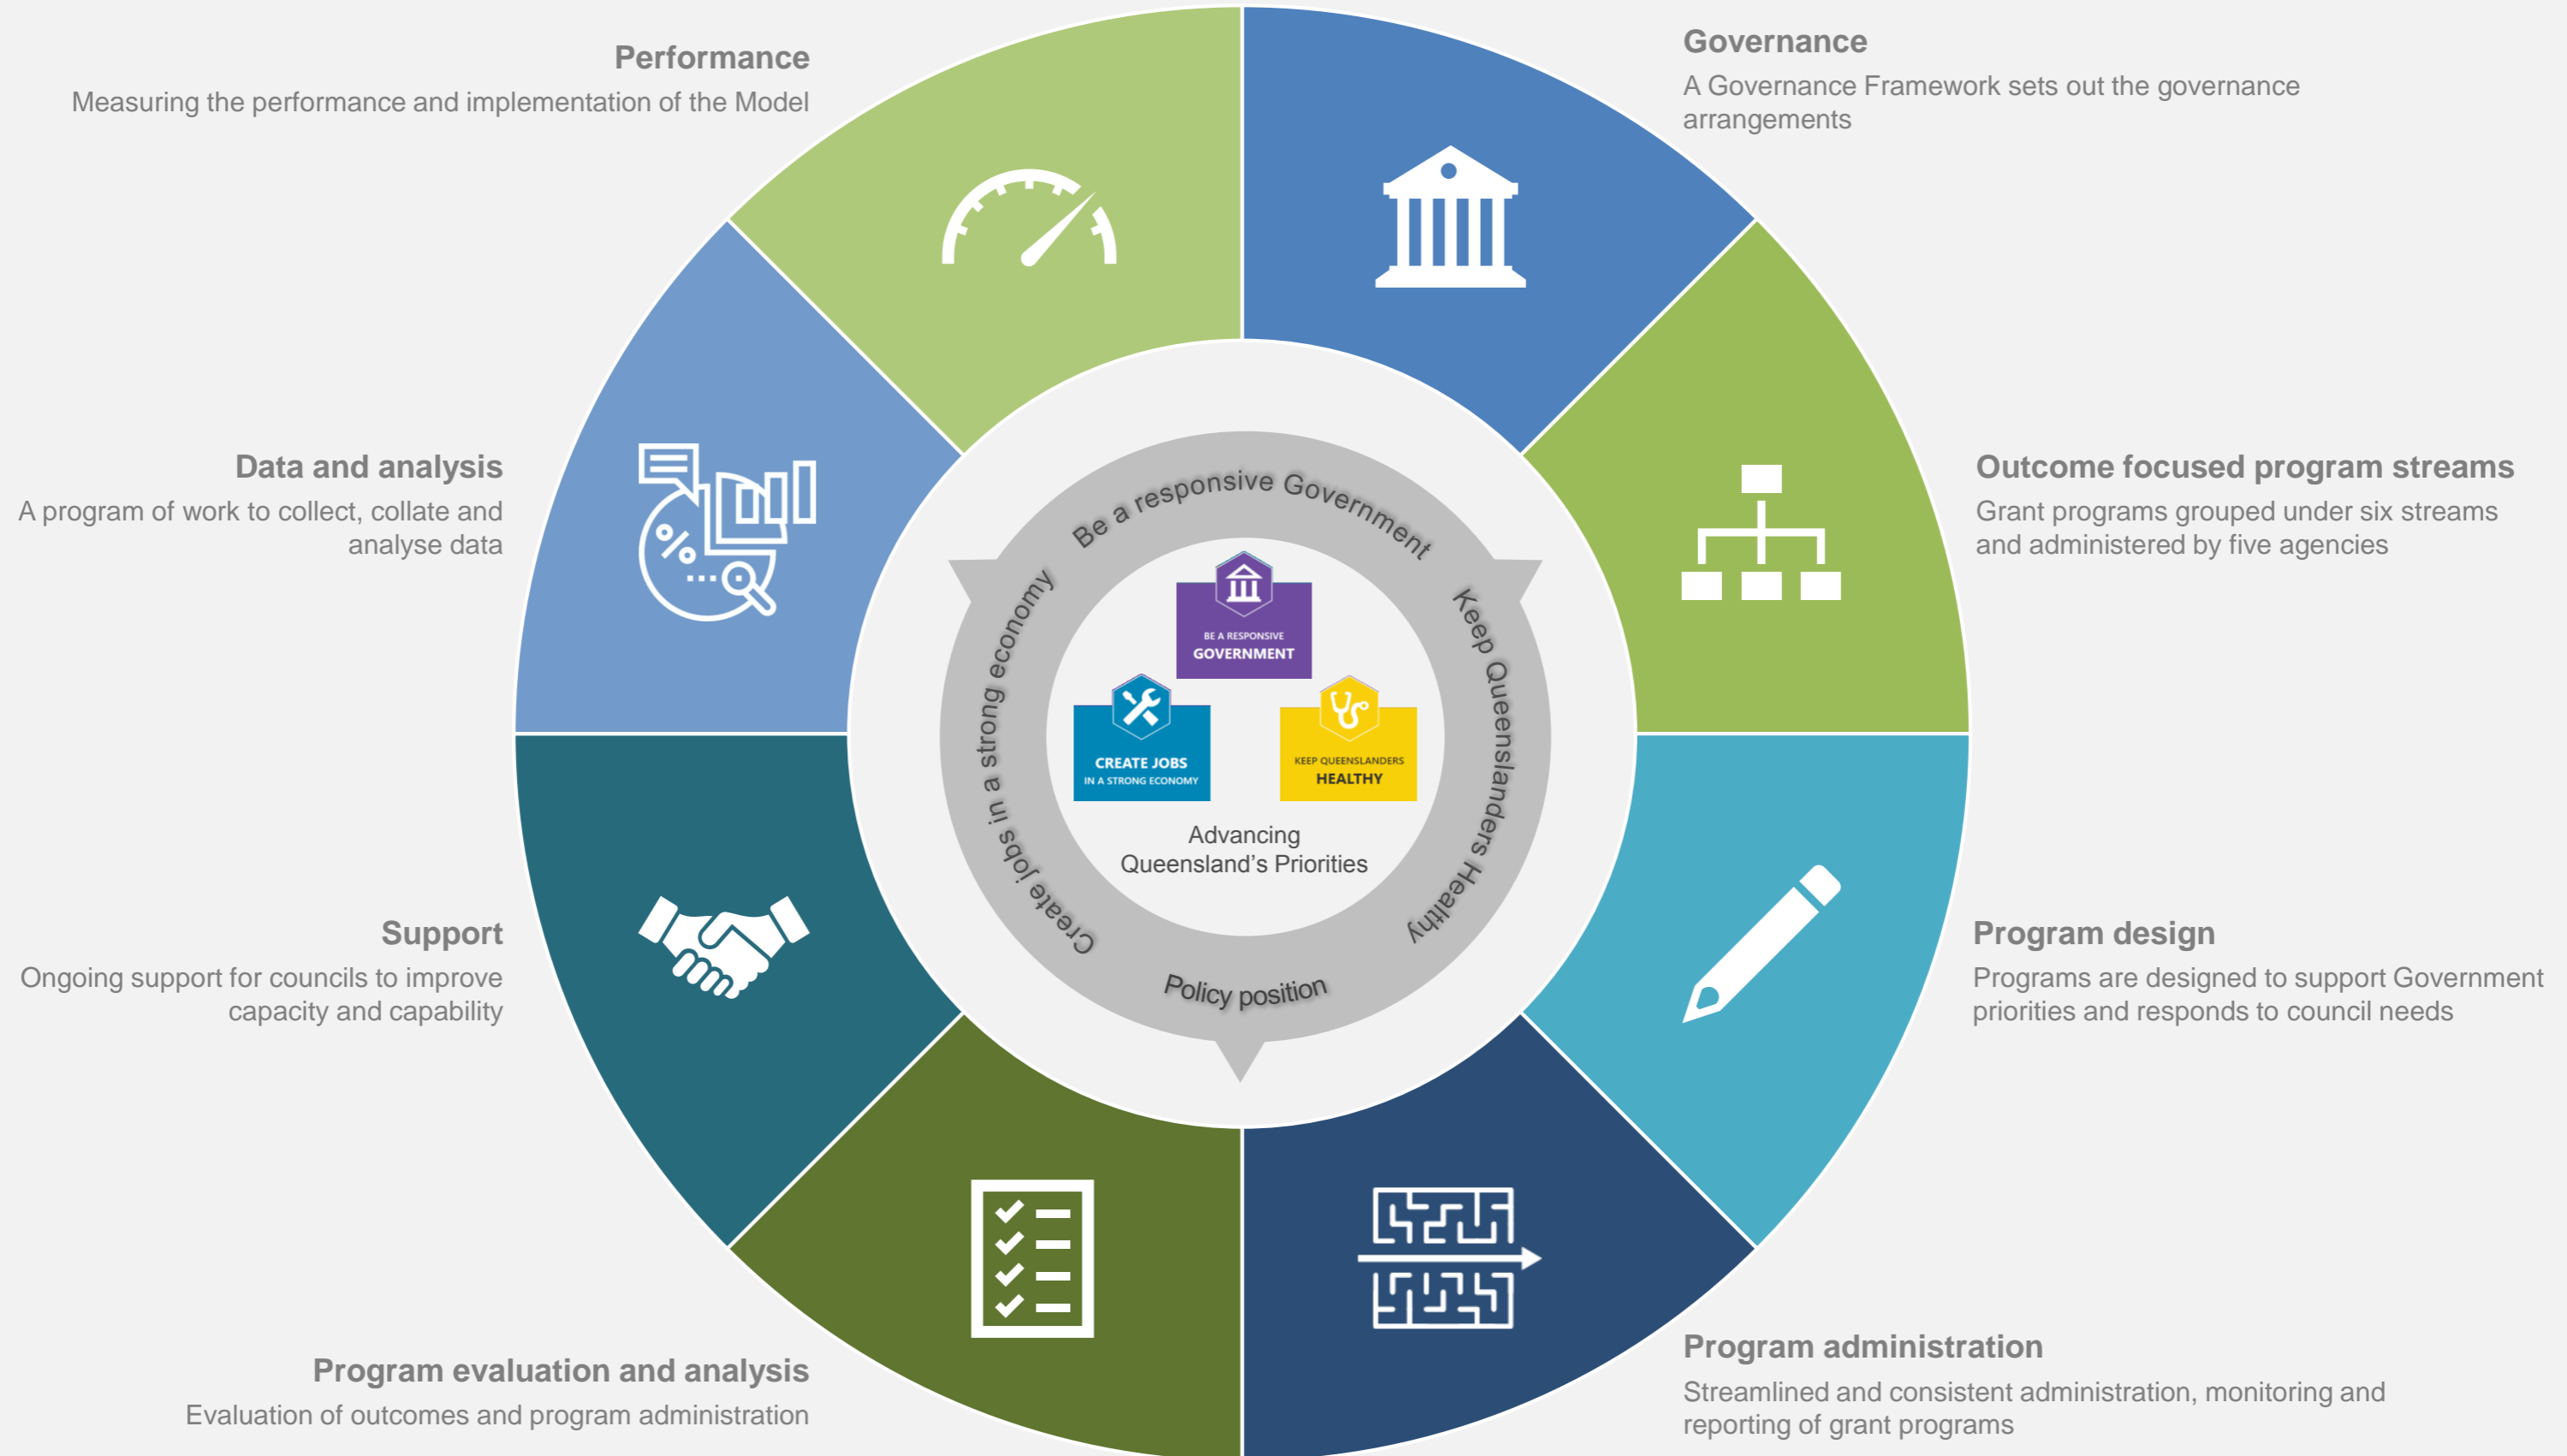 Performance
Measuring the performance and implementation of the Model
Governance
A Governance Framework sets out the governance
arrangements
Data and analysis
A program of work to collect, collate and
analyse data
Outcome focused program streams
Grant programs grouped under six streams
and administered by five agencies
Be a responsive Government
Keep Queenslanders Healthy
Create jobs in a strong economy
Policy position
BE A RESPONSIVE
GOVERNMENT
CREATE JOBS
IN A STRONG ECONOMY
KEEP QUEENSLANDERS
HEALTHY
Advancing
Queensland's Priorities
%
Support
Ongoing support for councils to improve
capacity and capability
Program design
Programs are designed to support Government
priorities and responds to council needs
Program evaluation and analysis
Evaluation of outcomes and program administration
Program administration
Streamlined and consistent administration, monitoring and
reporting of grant programs